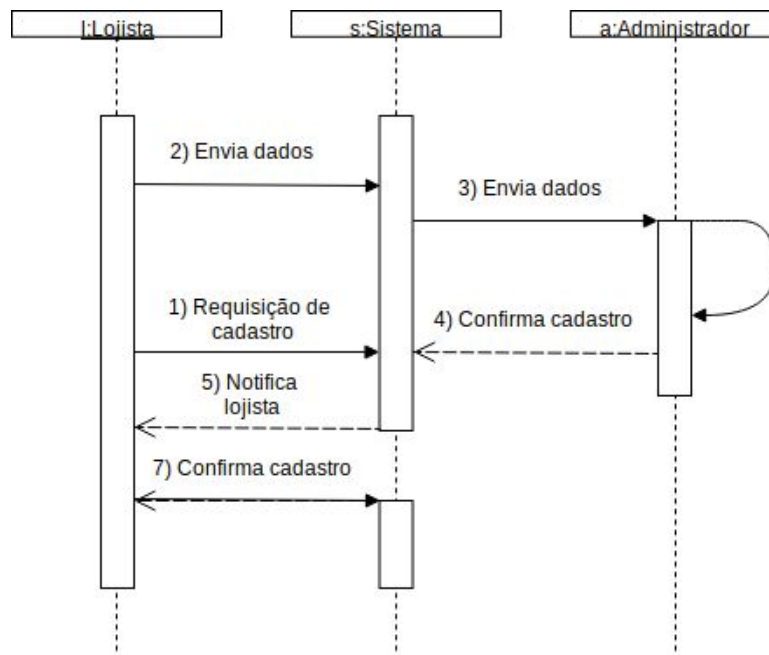 l:Lojista
s:Sistema
a:Administrador
2) Envia dados
3) Envia dados
1) Requisição de
cadastro
4) Confirma cadastro
5) Notifica
lojista
7) Confirma cadastro